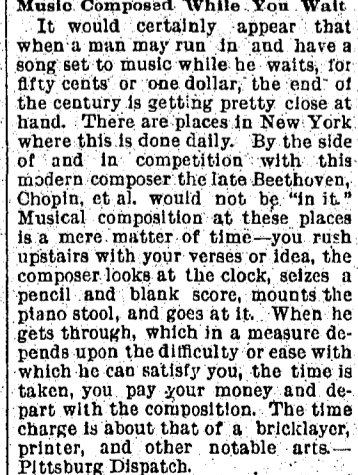 Music Composed While You Wait
It would certainly appear that
when a man may run in and have a
song set to music while he waits, for
fifty cents or one dollar, the end of
the century is getting pretty close at
hand. There are places in New York
where this is done daily. By the side
of and in competition with this
modern composer the late Beethoven,
Chopin, et al. would not be "in it."
Musical composition at these places
is a mere matter of time—you rush
upstairs with your verses or idea, the
composer looks at the clock, seizes a
pencil and blank score, mounts the
piano stool, and goes at it. When he
gets through, which in a measure de-
pends upon the difficulty or ease with
which he can satisfy you, the time is
taken, you pay your money and de-
part with the composition. The time
charge is about that of a bricklayer,
printer, and other notable arts.—
Pittsburg Dispatch.